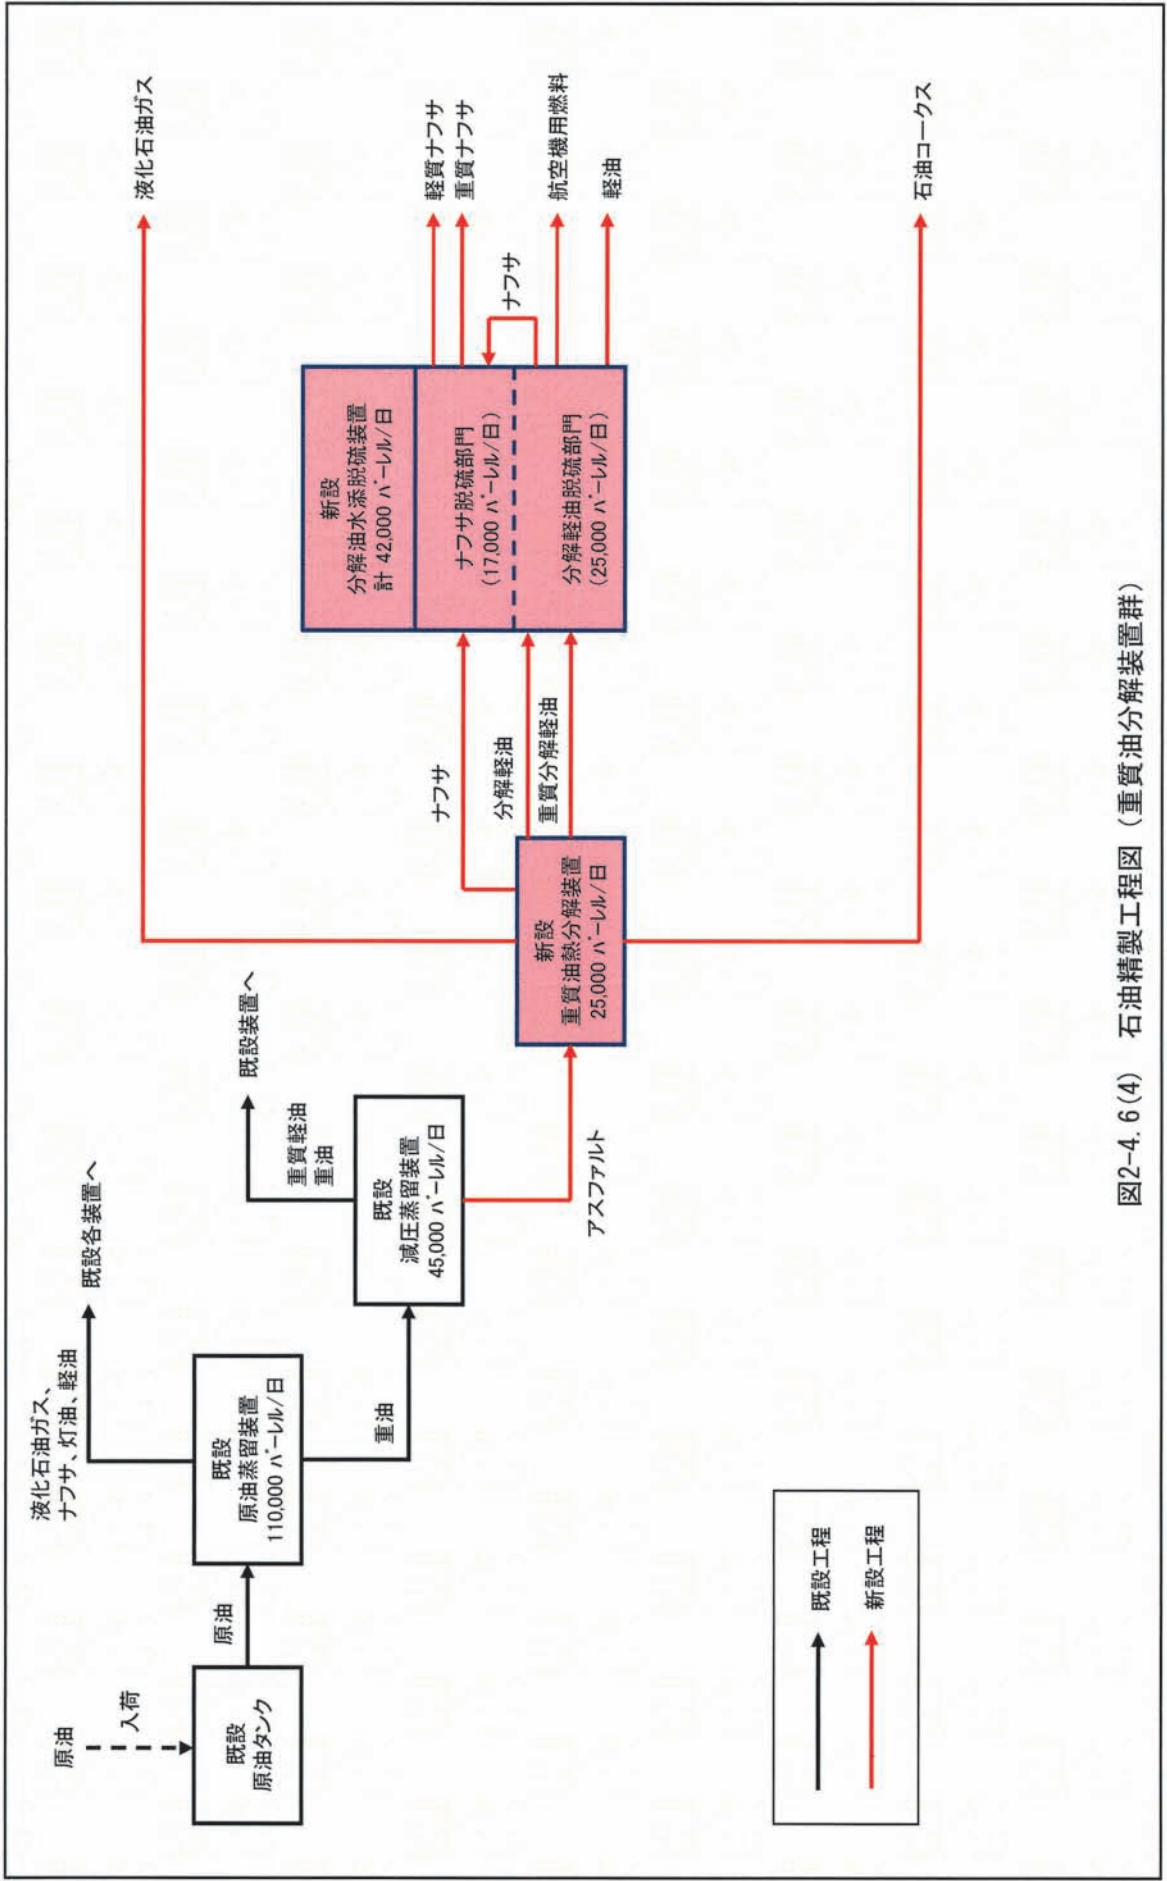 原油
入荷
既設
原油タンク
原油
液化石油ガス、
ナフサ、灯油、軽油
既設各装置へ
既設
原油蒸留装置
110,000 バーレル/日
重油
重質軽油
重油
既設装置へ
既設
減圧蒸留装置
45,000 バーレル/日
アスファルト
新設
重質油熱分解装置
25,000 バーレル/日
ナフサ
分解軽油
重質分解軽油
新設
分解油水添脱硫装置
計 42,000 バーレル/日
ナフサ脱硫部門
(17,000 バーレル/日)
分解軽油脱硫部門
(25,000 バーレル/日)
ナフサ
液化石油ガス
軽質ナフサ
重質ナフサ
航空機用燃料
軽油
石油コークス
既設工程
新設工程
図2-4.6(4) 石油精製工程図（重質油分解装置群）